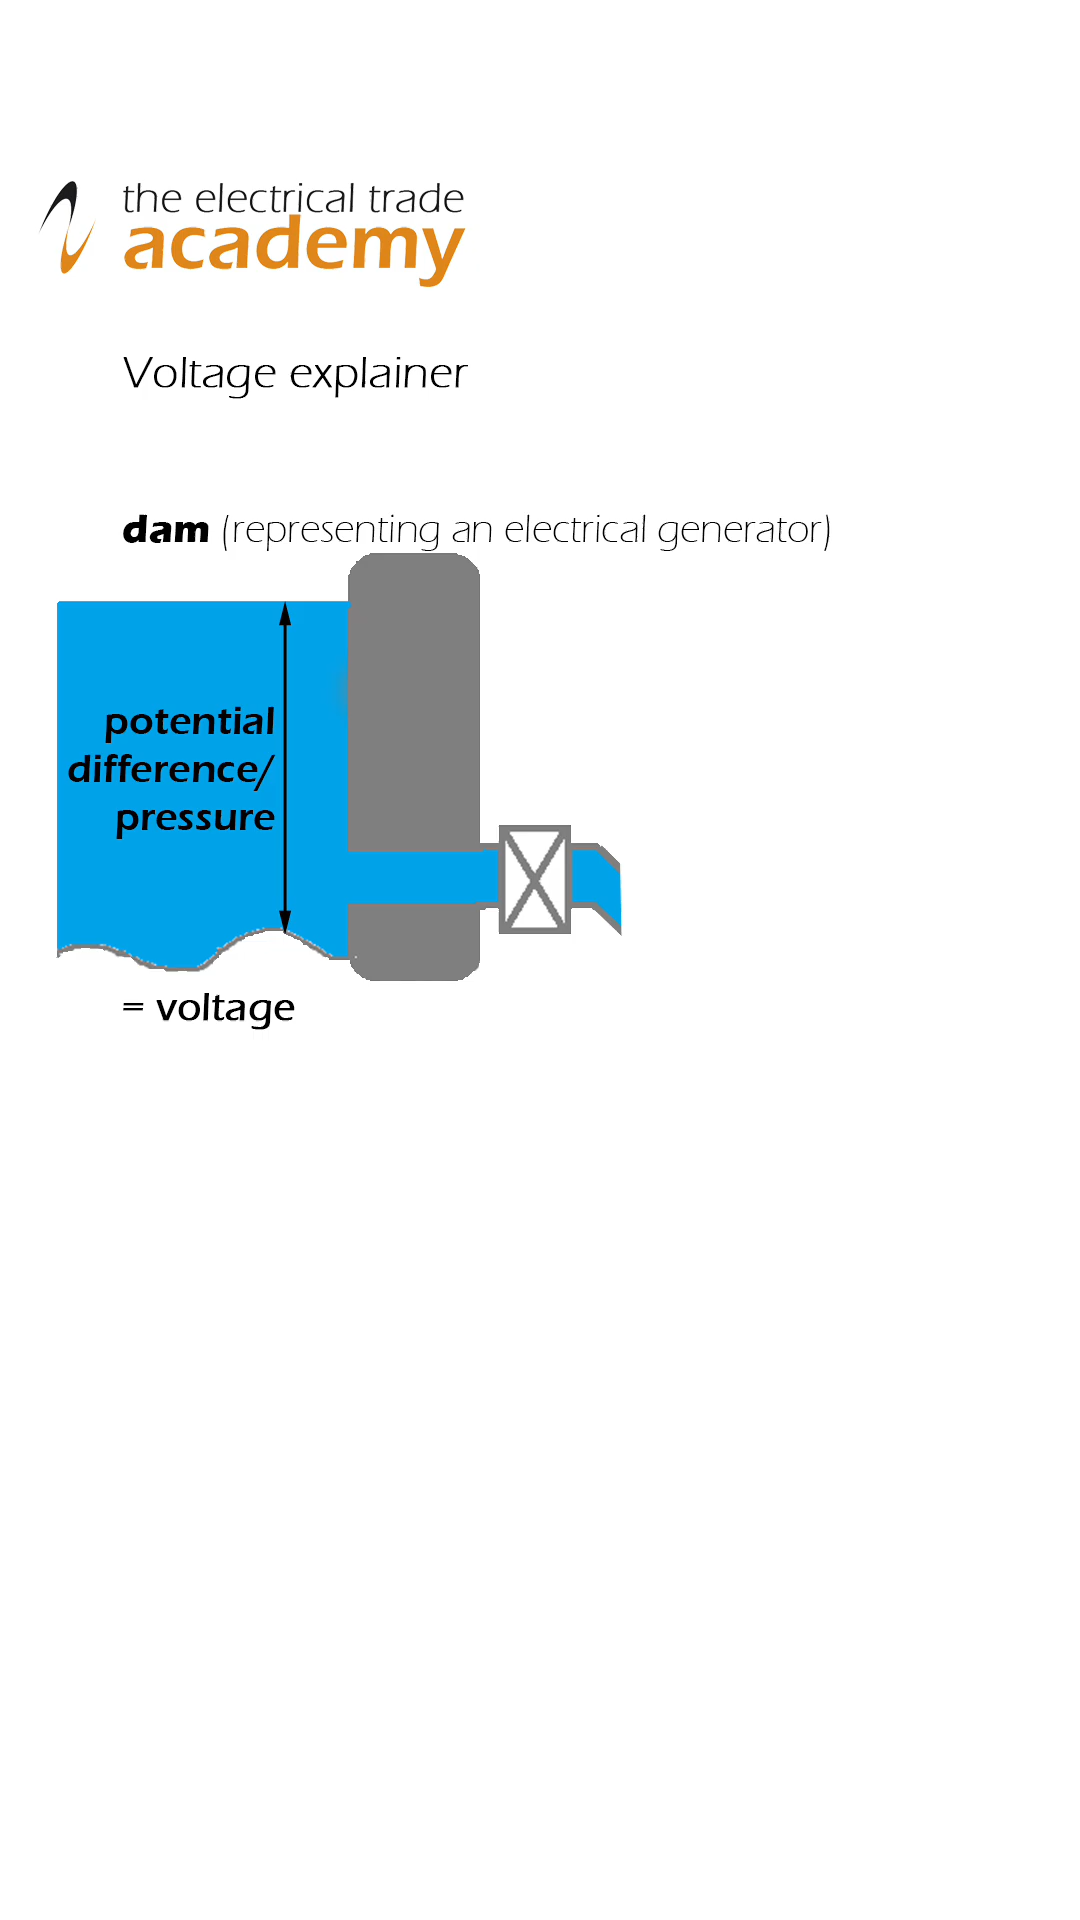 the electrical trade
academy
Voltage explainer
dam (representing an electrical generator)
potential
difference/
pressure
= voltage